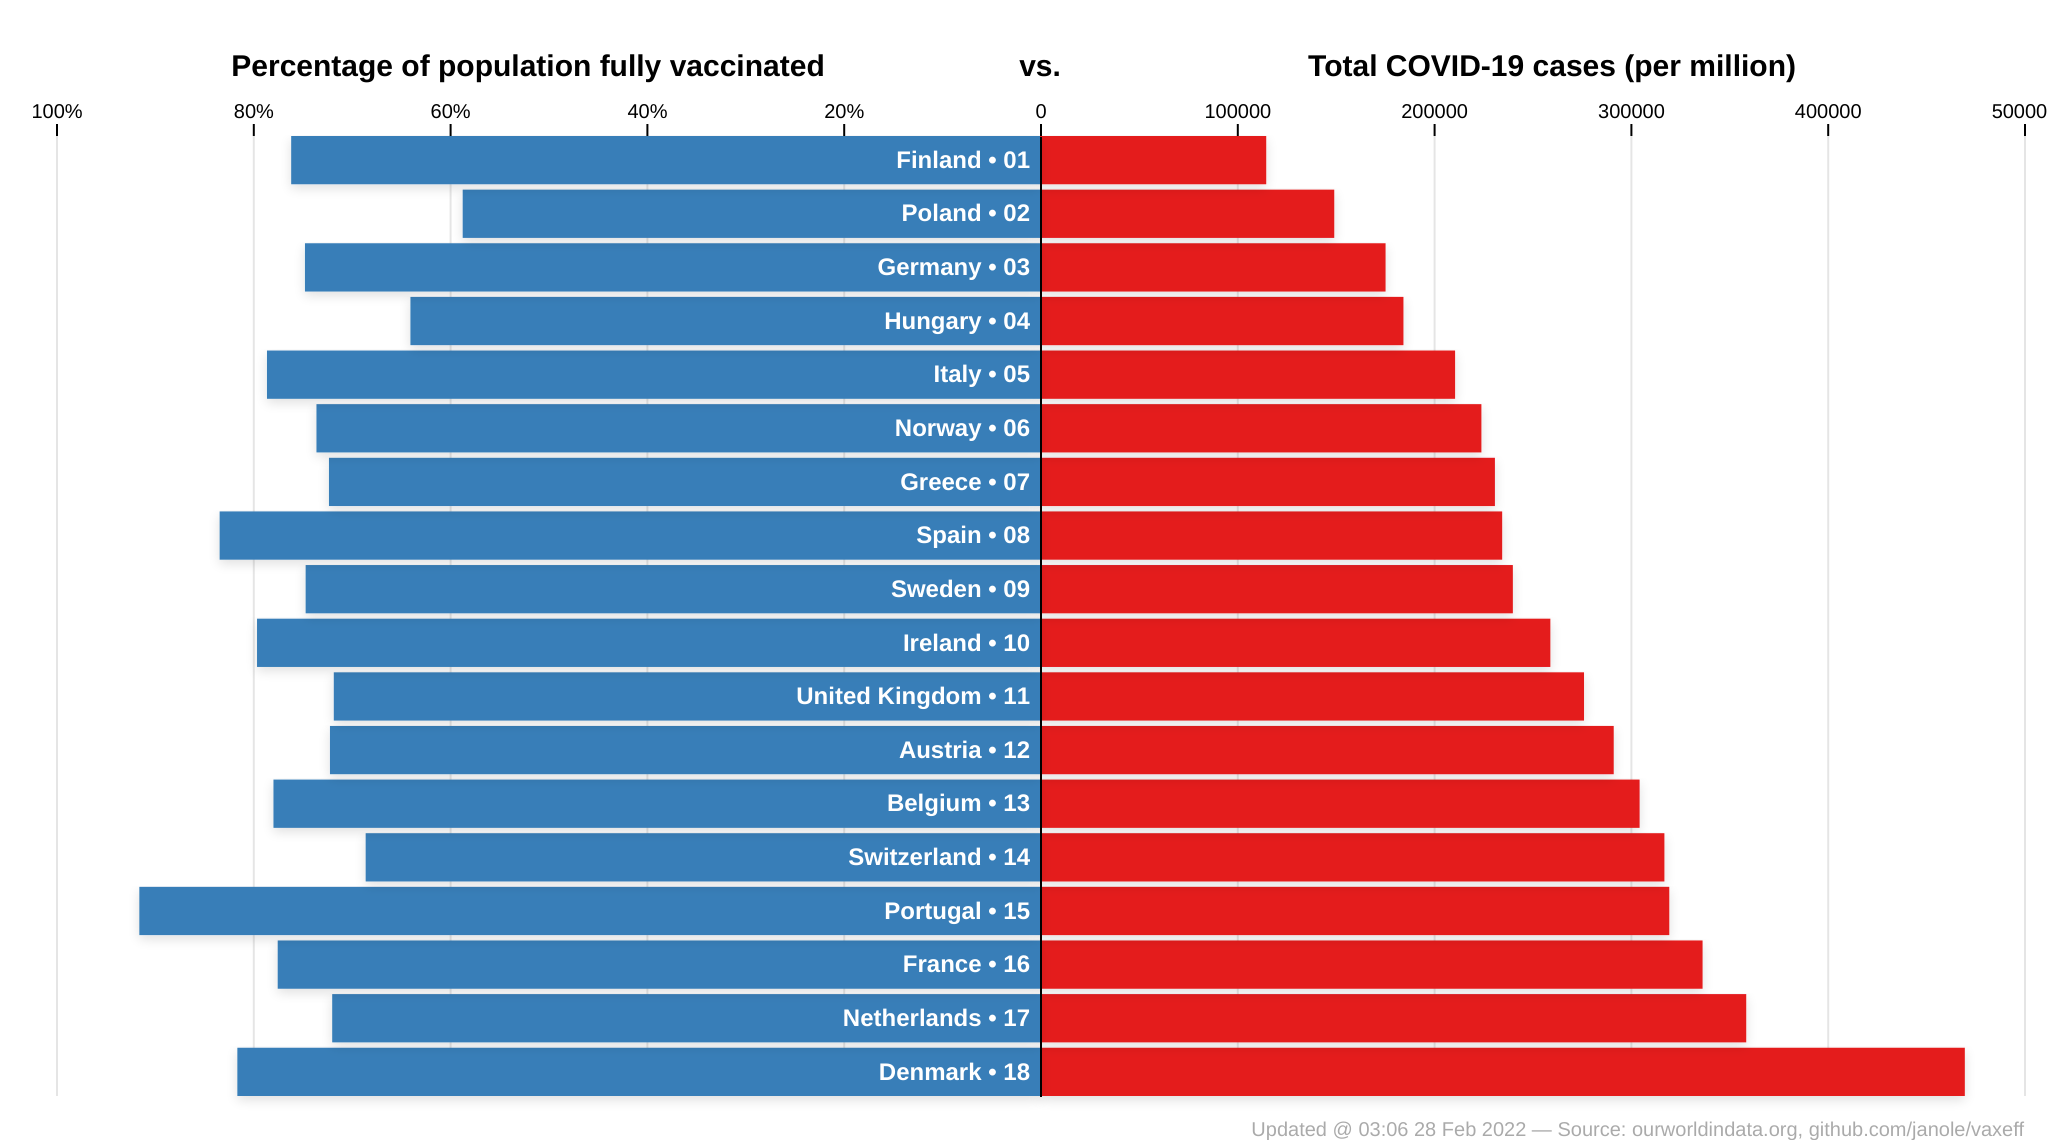 Percentage of population fully vaccinated vs. Total COVID-19 cases (per million)
100% 80% 60% 40% 20% 0 100000 200000 300000 400000 50000
Finland • 01
Poland • 02
Germany • 03
Hungary • 04
Italy • 05
Norway • 06
Greece • 07
Spain • 08
Sweden • 09
Ireland • 10
United Kingdom • 11
Austria • 12
Belgium • 13
Switzerland • 14
Portugal • 15
France • 16
Netherlands • 17
Denmark • 18
Updated @ 03:06 28 Feb 2022 — Source: ourworldindata.org, github.com/janole/vaxeff